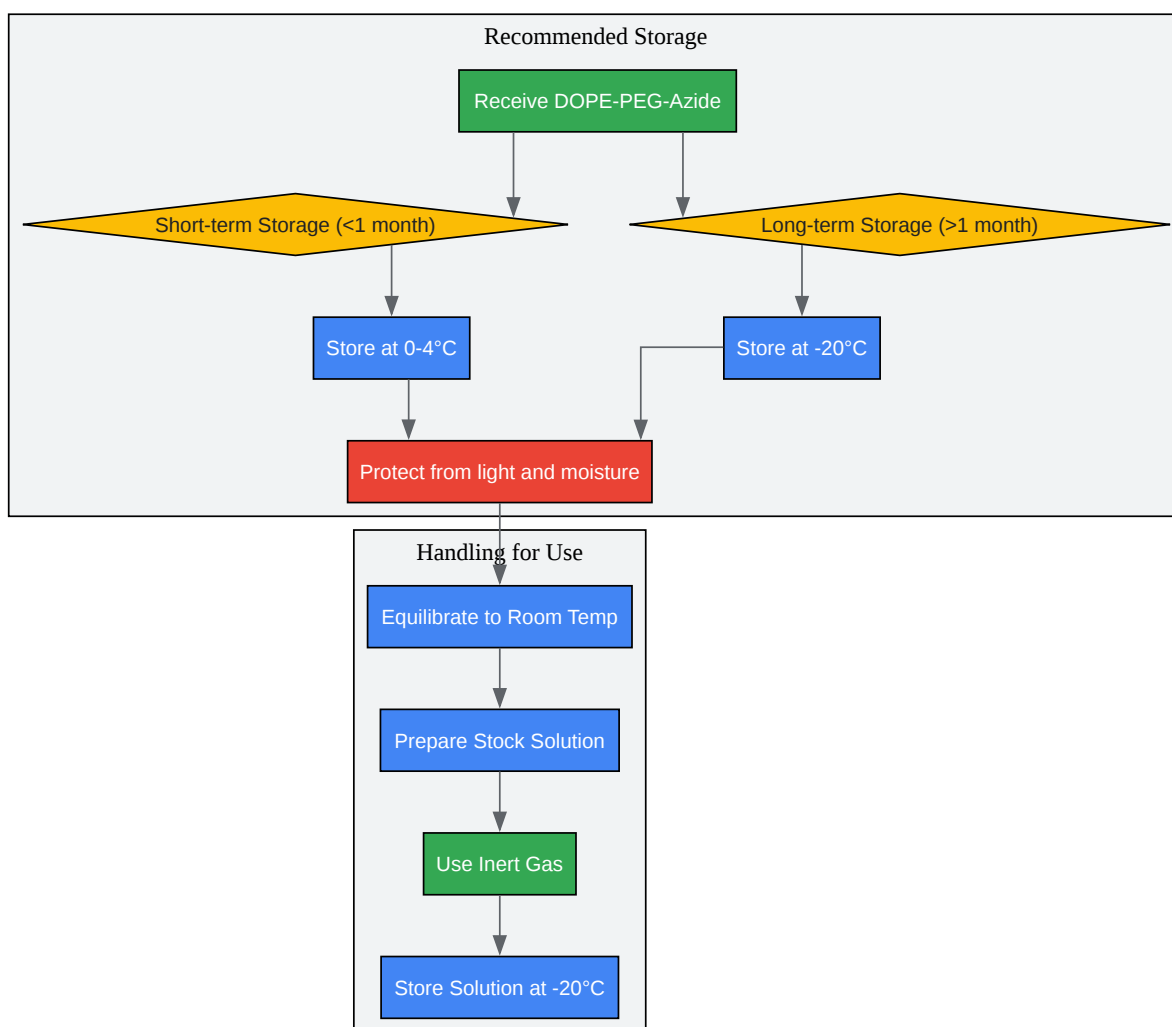 Recommended Storage
Receive DOPE-PEG-Azide
Short-term Storage (<1 month)
Long-term Storage (>1 month)
Store at 0-4°C
Store at -20°C
Protect from light and moisture
Handling for Use
Equilibrate to Room Temp
Prepare Stock Solution
Use Inert Gas
Store Solution at -20°C